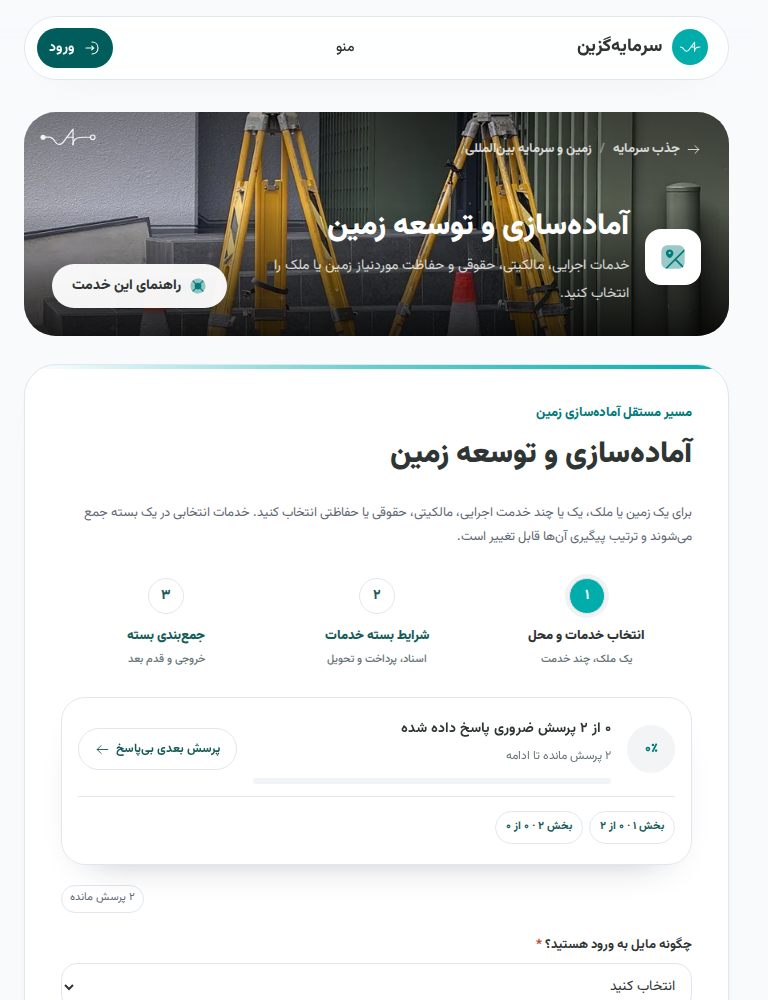 سرمایه‌گزین
منو
ورود
→ جذب سرمایه / زمین و سرمایه بین‌المللی
آماده‌سازی و توسعه زمین
خدمات اجرایی، مالکیتی، حقوقی و حفاظت موردنیاز زمین یا ملک را
انتخاب کنید.
راهنمای این خدمت
مسیر مستقل آماده‌سازی زمین
آماده‌سازی و توسعه زمین
برای یک زمین یا ملک، یک یا چند خدمت اجرایی، مالکیتی، حقوقی یا حفاظتی انتخاب کنید. خدمات انتخابی در یک بسته جمع
می‌شوند و ترتیب پیگیری آن‌ها قابل تغییر است.
۱
انتخاب خدمات و محل
یک ملک، چند خدمت
۲
شرایط بسته خدمات
اسناد، پرداخت و تحویل
۳
جمع‌بندی بسته
خروجی و قدم بعد
۰٪
۰ از ۲ پرسش ضروری پاسخ داده شده
۲ پرسش مانده تا ادامه
پرسش بعدی بی‌پاسخ ←
بخش ۱ · ۰ از ۲
بخش ۲ · ۰ از ۰
۲ پرسش مانده
چگونه مایل به ورود هستید؟ *
انتخاب کنید